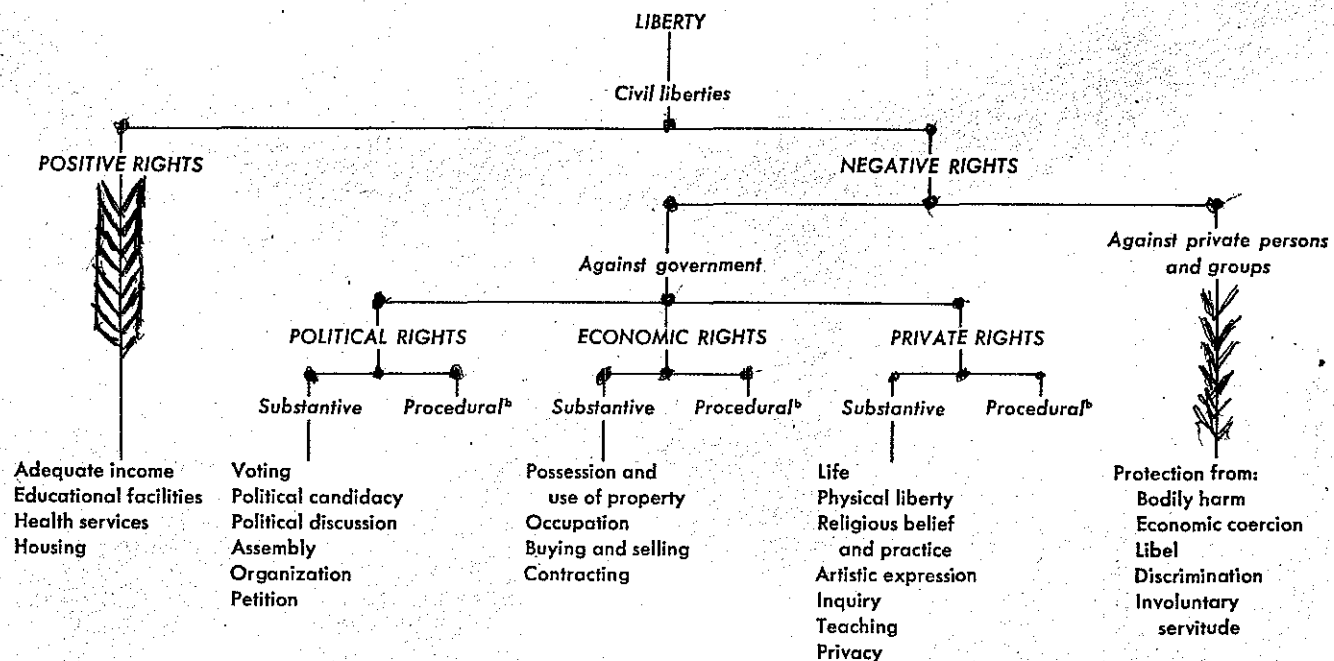 LIBERTY
Civil liberties
POSITIVE RIGHTS
NEGATIVE RIGHTS
Against government
Against private persons
and groups
POLITICAL RIGHTS
ECONOMIC RIGHTS
PRIVATE RIGHTS
Substantive
Proceduralᵇ
Substantive
Proceduralᵇ
Substantive
Proceduralᵇ
Adequate income
Educational facilities
Health services
Housing
Voting
Political candidacy
Political discussion
Assembly
Organization
Petition
Possession and
use of property
Occupation
Buying and selling
Contracting
Life
Physical liberty
Religious belief
and practice
Artistic expression
Inquiry
Teaching
Privacy
Protection from:
Bodily harm
Economic coercion
Libel
Discrimination
Involuntary
servitude